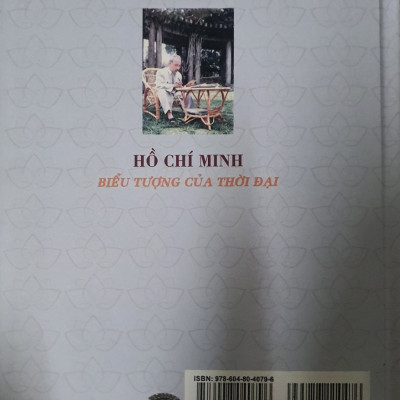 HỒ CHÍ MINH
BIỂU TƯỢNG CỦA THỜI ĐẠI
ISBN: 978-604-80-4079-6